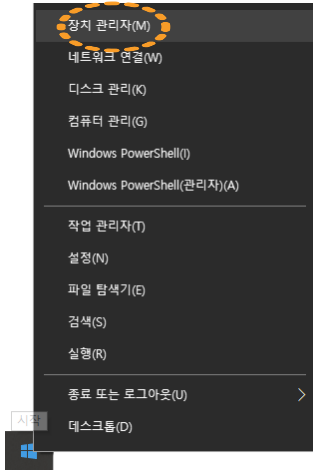 장치 관리자(M)
네트워크 연결(W)
디스크 관리(K)
컴퓨터 관리(G)
Windows PowerShell(I)
Windows PowerShell(관리자)(A)
작업 관리자(T)
설정(N)
파일 탐색기(E)
검색(S)
실행(R)
종료 또는 로그아웃(U)
데스크톱(D)
시작